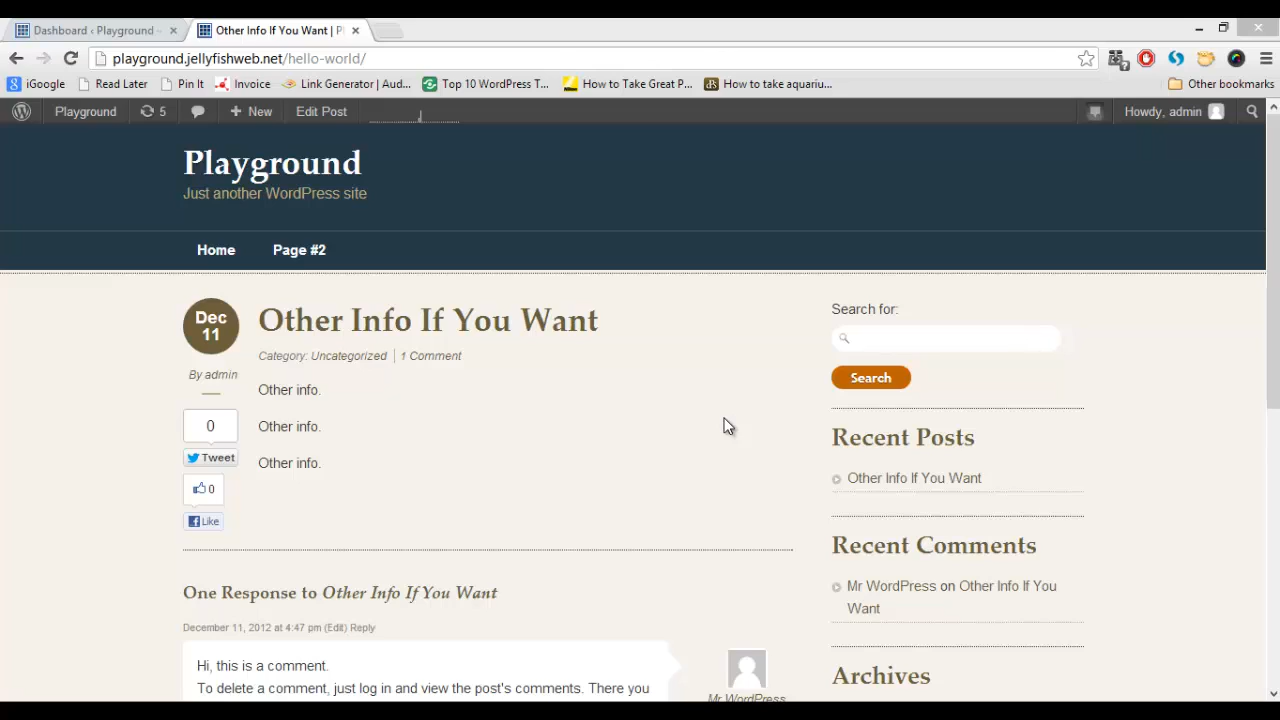 Dashboard ‹ Playground –
Other Info If You Want | Pl
playground.jellyfishweb.net/hello-world/
iGoogle
Read Later
Pin It
Invoice
Link Generator | Aud...
Top 10 WordPress T...
How to Take Great P...
How to take aquariu...
Other bookmarks
Playground
5
+ New
Edit Post
Howdy, admin
Playground
Just another WordPress site
Home
Page #2
Dec
11
Other Info If You Want
Category: Uncategorized | 1 Comment
By admin
Other info.
Other info.
Other info.
0
Tweet
0
Like
Search for:
Search
Recent Posts
Other Info If You Want
Recent Comments
Mr WordPress on Other Info If You
Want
Archives
One Response to Other Info If You Want
December 11, 2012 at 4:47 pm (Edit) Reply
Hi, this is a comment.
To delete a comment, just log in and view the post's comments. There you
Mr WordPress